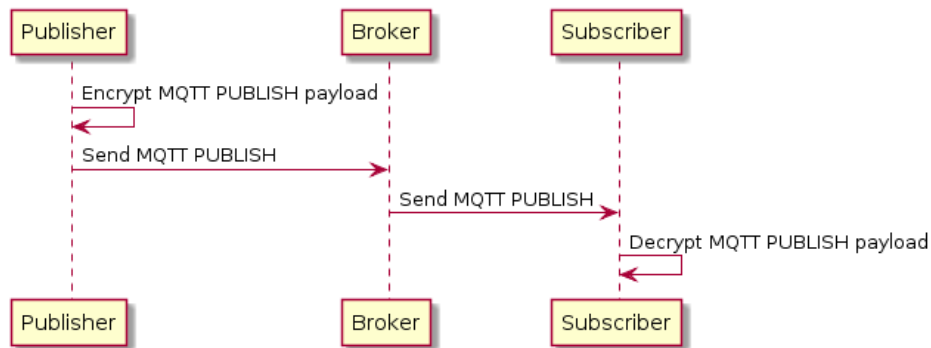 Publisher
Broker
Subscriber
Encrypt MQTT PUBLISH payload
Send MQTT PUBLISH
Send MQTT PUBLISH
Decrypt MQTT PUBLISH payload
Publisher
Broker
Subscriber